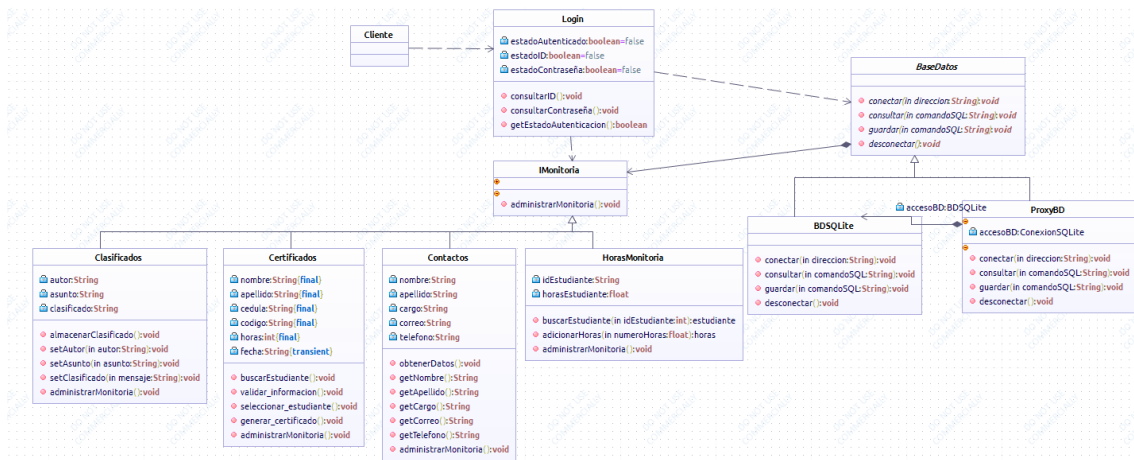 Cliente
Login
estadoAutenticado:boolean=false
estadoID:boolean=false
estadoContraseña:boolean=false
consultarID():void
consultarContraseña():void
getEstadoAutenticacion():boolean
BaseDatos
conectar(in direccion:String):void
consultar(in comandoSQL:String):void
guardar(in comandoSQL:String):void
desconectar():void
IMonitoria
administrarMonitoria():void
accesoBD:BDSQLite
BDSQLite
conectar(in direccion:String):void
consultar(in comandoSQL:String):void
guardar(in comandoSQL:String):void
desconectar():void
ProxyBD
accesoBD:ConexionSQLite
conectar(in direccion:String):void
consultar(in comandoSQL:String):void
guardar(in comandoSQL:String):void
desconectar():void
Clasificados
autor:String
asunto:String
clasificado:String
almacenarClasificado():void
setAutor(in autor:String):void
setAsunto(in asunto:String):void
setClasificado(in mensaje:String):void
administrarMonitoria():void
Certificados
nombre:String{final}
apellido:String{final}
cedula:String{final}
codigo:String{final}
horas:int{final}
fecha:String{transient}
buscarEstudiante():void
validar_informacion():void
seleccionar_estudiante():void
generar_certificado():void
administrarMonitoria():void
Contactos
nombre:String
apellido:String
cargo:String
correo:String
telefono:String
obtenerDatos():void
getNombre():String
getApellido():String
getCargo():String
getCorreo():String
getTelefono():String
administrarMonitoria():void
HorasMonitoria
idEstudiante:String
horasEstudiante:float
buscarEstudiante(in idEstudiante:int):estudiante
adicionarHoras(in numeroHoras:float):horas
administrarMonitoria():void